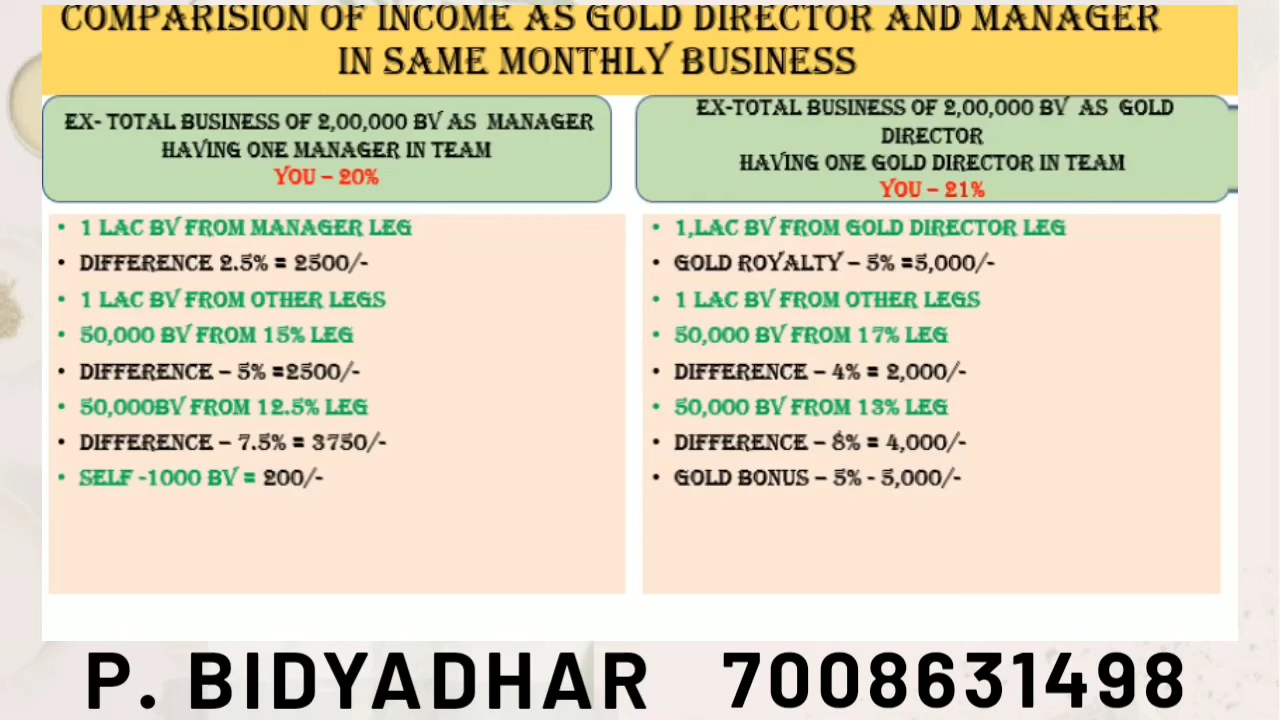 COMPARISION OF INCOME AS GOLD DIRECTOR AND MANAGER
IN SAME MONTHLY BUSINESS
EX- TOTAL BUSINESS OF 2,00,000 BV AS MANAGER
HAVING ONE MANAGER IN TEAM
YOU – 20%
• 1 LAC BV FROM MANAGER LEG
• DIFFERENCE 2.5% = 2500/-
• 1 LAC BV FROM OTHER LEGS
• 50,000 BV FROM 15% LEG
• DIFFERENCE – 5% =2500/-
• 50,000BV FROM 12.5% LEG
• DIFFERENCE – 7.5% = 3750/-
• SELF -1000 BV = 200/-
EX-TOTAL BUSINESS OF 2,00,000 BV AS GOLD
DIRECTOR
HAVING ONE GOLD DIRECTOR IN TEAM
YOU – 21%
• 1,LAC BV FROM GOLD DIRECTOR LEG
• GOLD ROYALTY – 5% =5,000/-
• 1 LAC BV FROM OTHER LEGS
• 50,000 BV FROM 17% LEG
• DIFFERENCE – 4% = 2,000/-
• 50,000 BV FROM 13% LEG
• DIFFERENCE – 8% = 4,000/-
• GOLD BONUS – 5% - 5,000/-
P. BIDYADHAR 7008631498